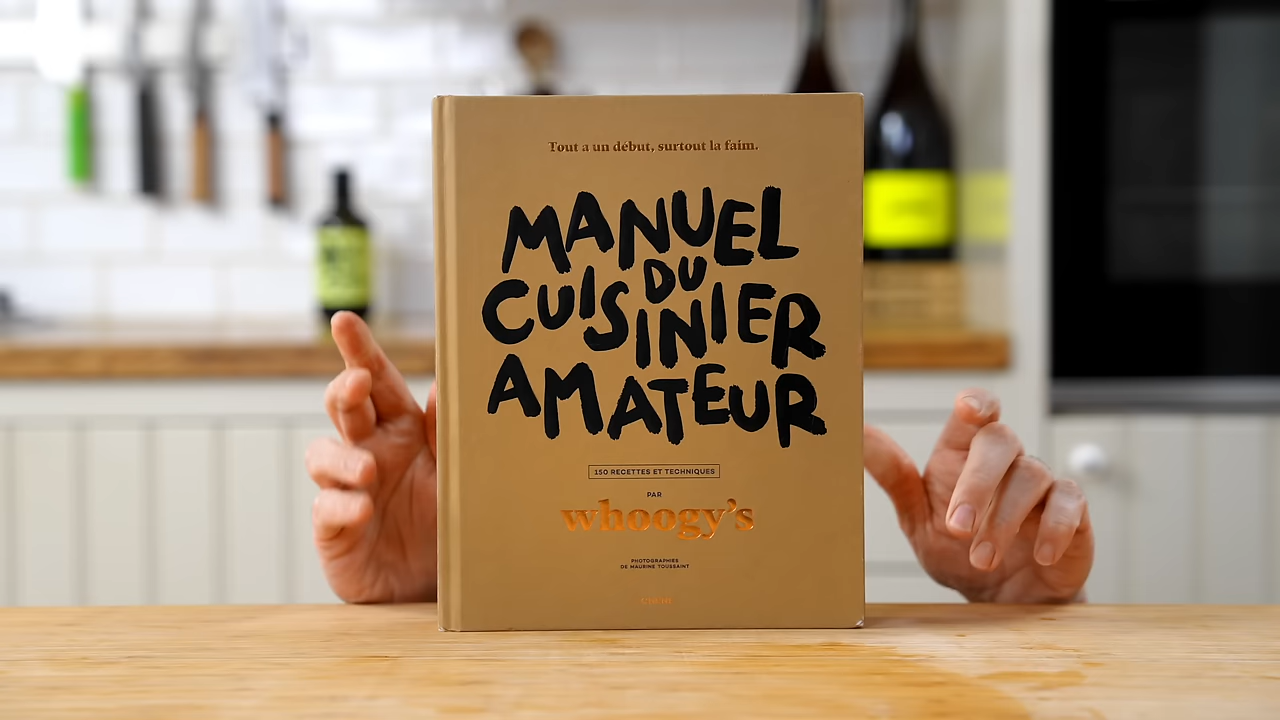 Tout a un début, surtout la faim.
MANUEL
DU
CUISINIER
AMATEUR
150 RECETTES ET TECHNIQUES
PAR
whoogy's
PHOTOGRAPHIES
DE MAURINE TOUSSAINT